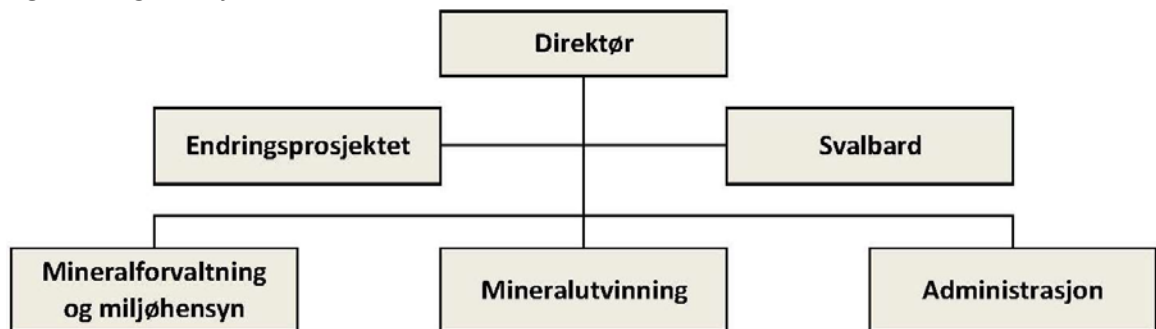 Direktør
Endringsprosjektet
Svalbard
Mineralforvaltning
og miljøhensyn
Mineralutvinning
Administrasjon